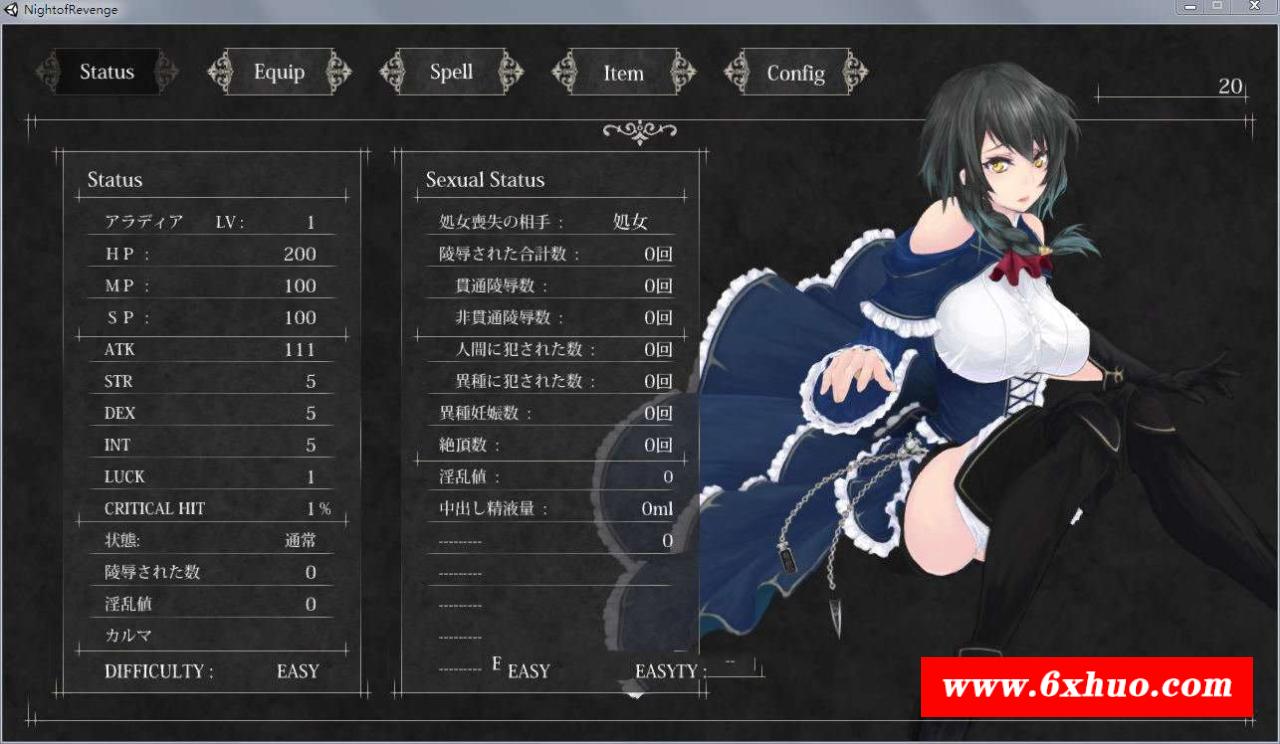 NightofRevenge
Status Equip Spell Item Config
20
Status
アラディア LV: 1
HP : 200
MP : 100
SP : 100
ATK 111
STR 5
DEX 5
INT 5
LUCK 1
CRITICAL HIT 1 %
状態: 通常
陵辱された数 0
淫乱値 0
カルマ
DIFFICULTY : EASY
Sexual Status
処女喪失の相手 : 処女
陵辱された合計数 : 0回
貫通陵辱数 : 0回
非貫通陵辱数 : 0回
人間に犯された数 : 0回
異種に犯された数 : 0回
異種妊娠数 : 0回
絶頂数 : 0回
淫乱値 : 0
中出し精液量 : 0ml
--------- 0
---------
---------
---------
--------- E EASY EASYTY : --
www.6xhuo.com